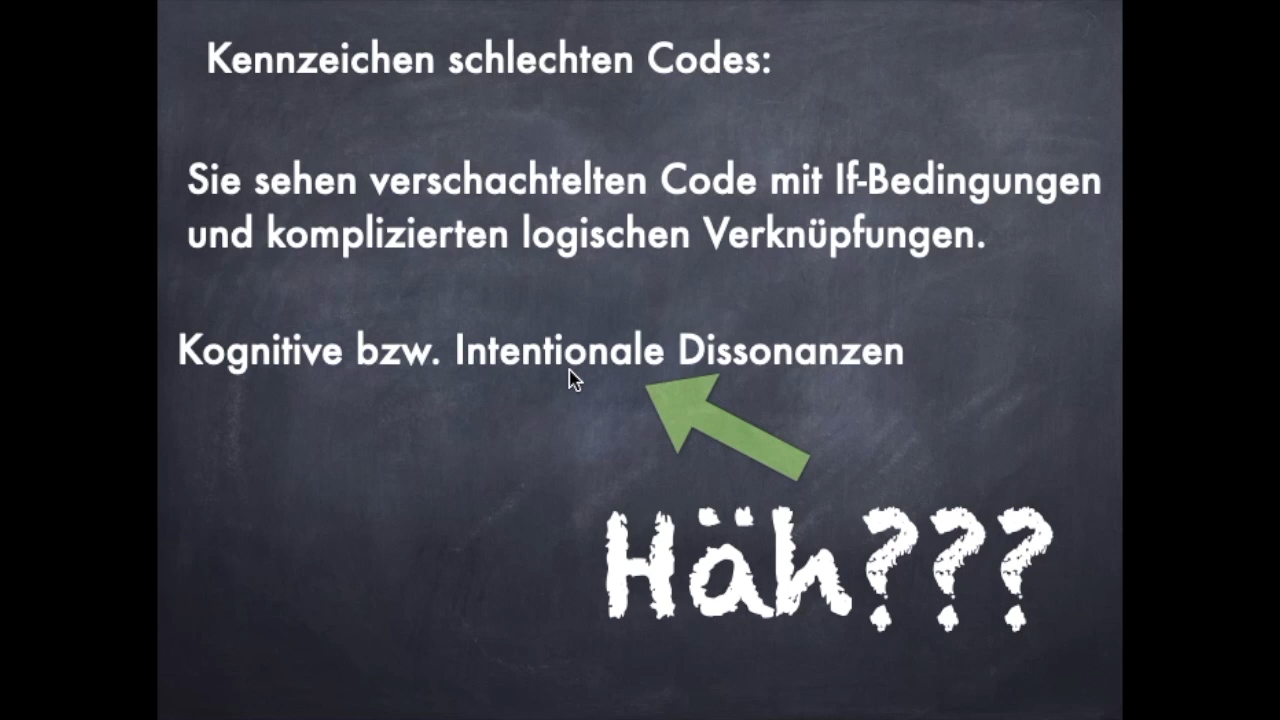 Kennzeichen schlechten Codes:
Sie sehen verschachtelten Code mit If-Bedingungen
und komplizierten logischen Verknüpfungen.
Kognitive bzw. Intentionale Dissonanzen
Häh???